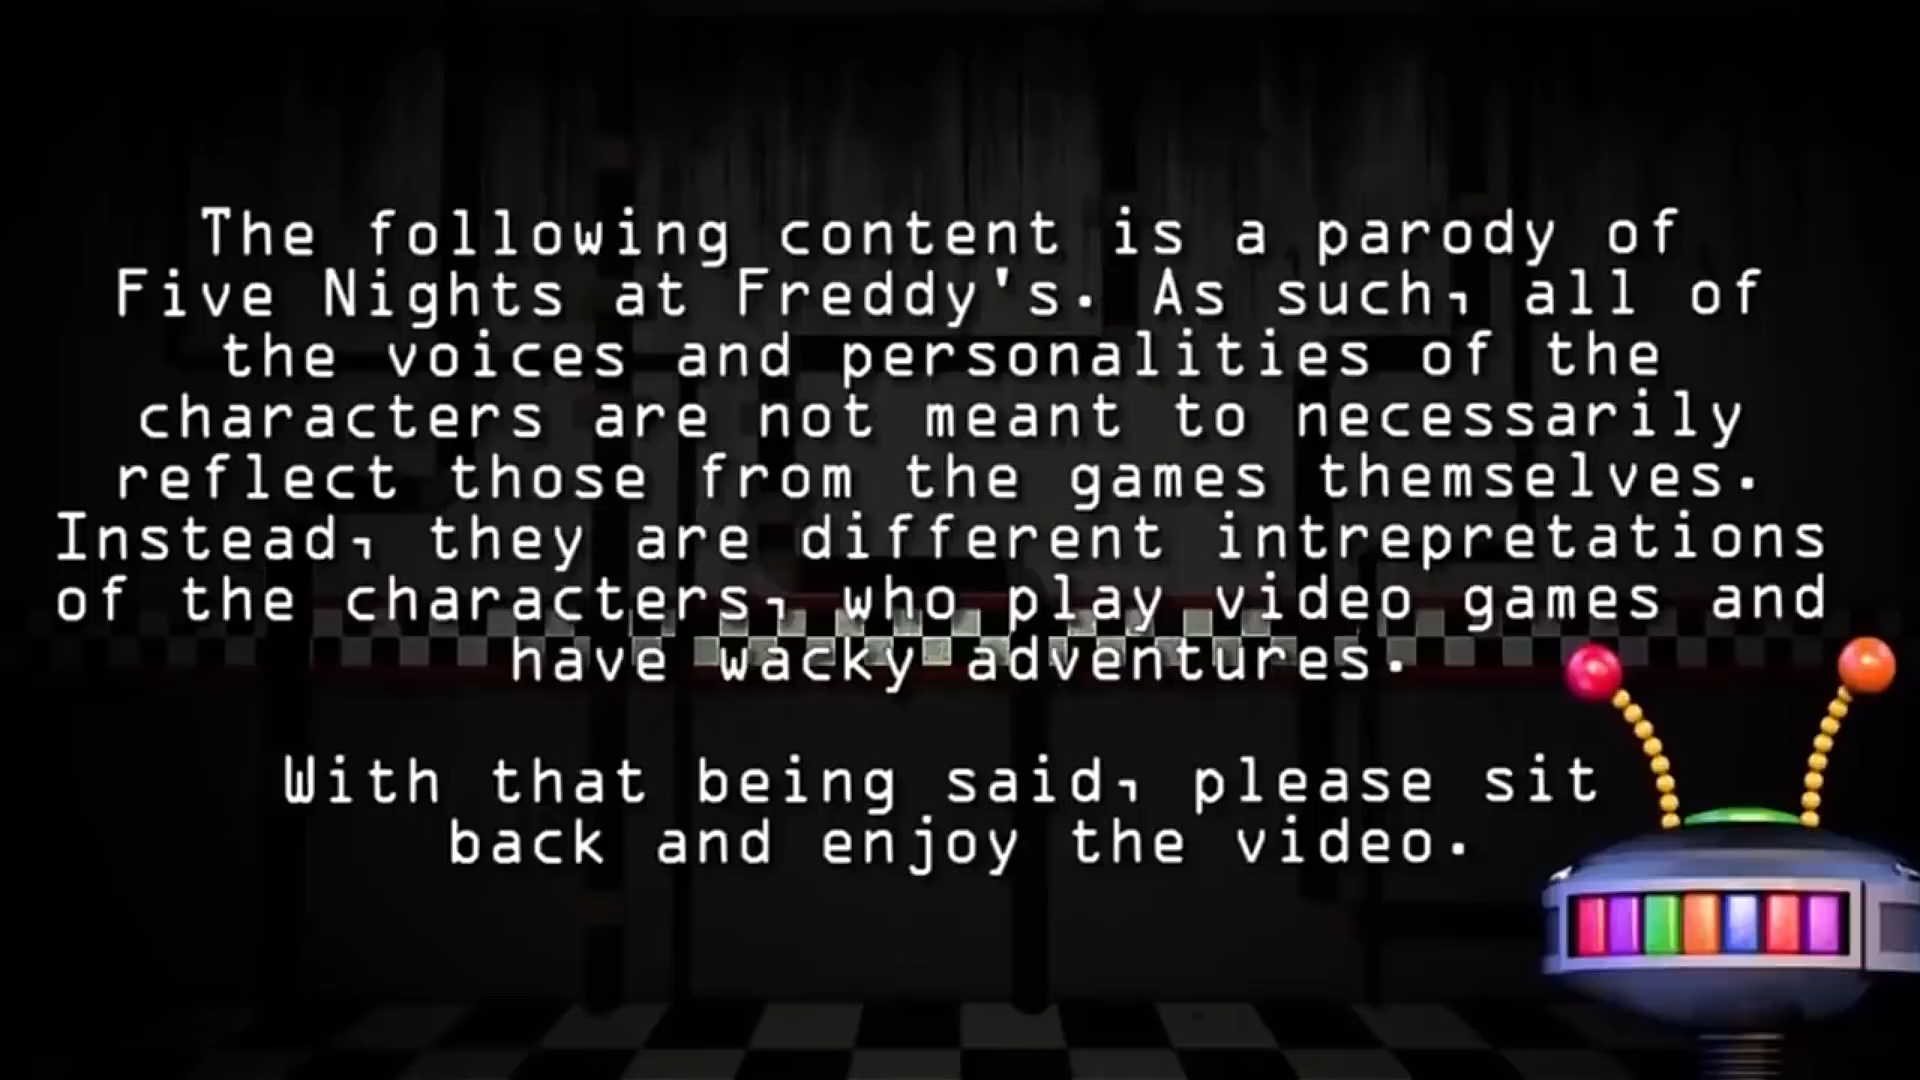 The following content is a parody of
Five Nights at Freddy's. As such, all of
the voices and personalities of the
characters are not meant to necessarily
reflect those from the games themselves.
Instead, they are different intrepretations
of the characters, who play video games and
have wacky adventures.
With that being said, please sit
back and enjoy the video.